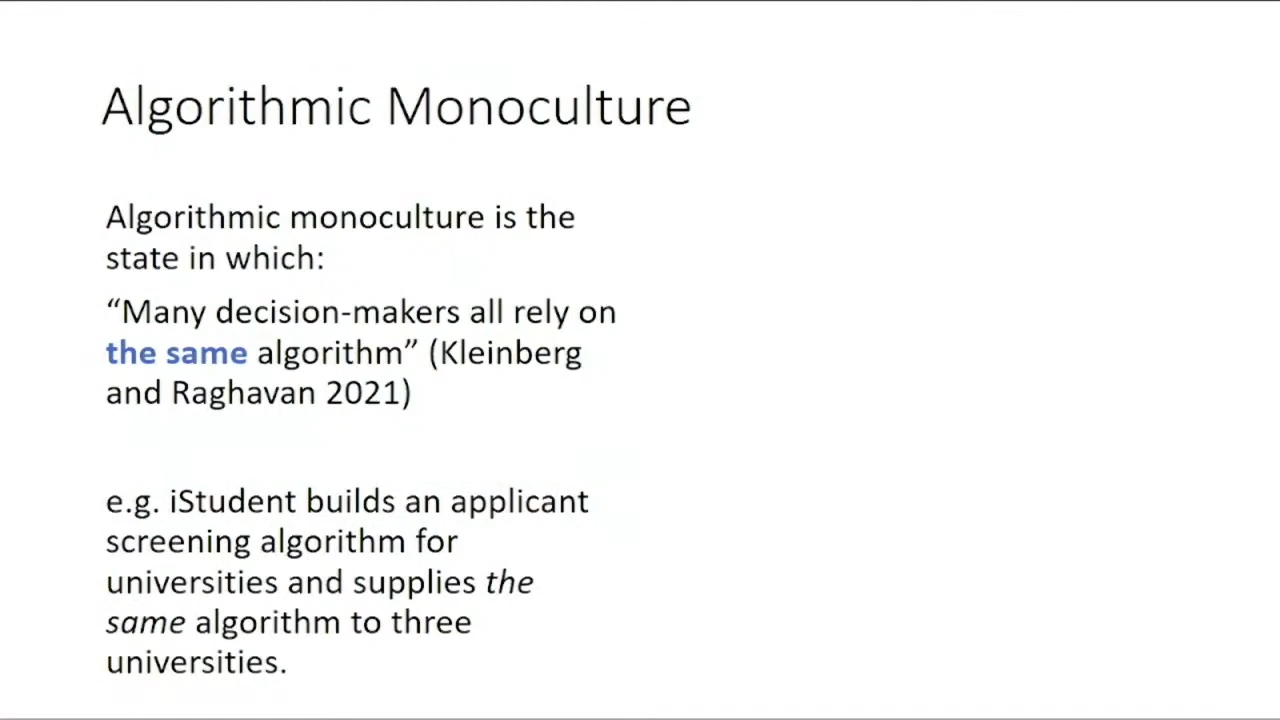 Algorithmic Monoculture
Algorithmic monoculture is the
state in which:
“Many decision-makers all rely on
the same algorithm” (Kleinberg
and Raghavan 2021)
e.g. iStudent builds an applicant
screening algorithm for
universities and supplies the
same algorithm to three
universities.